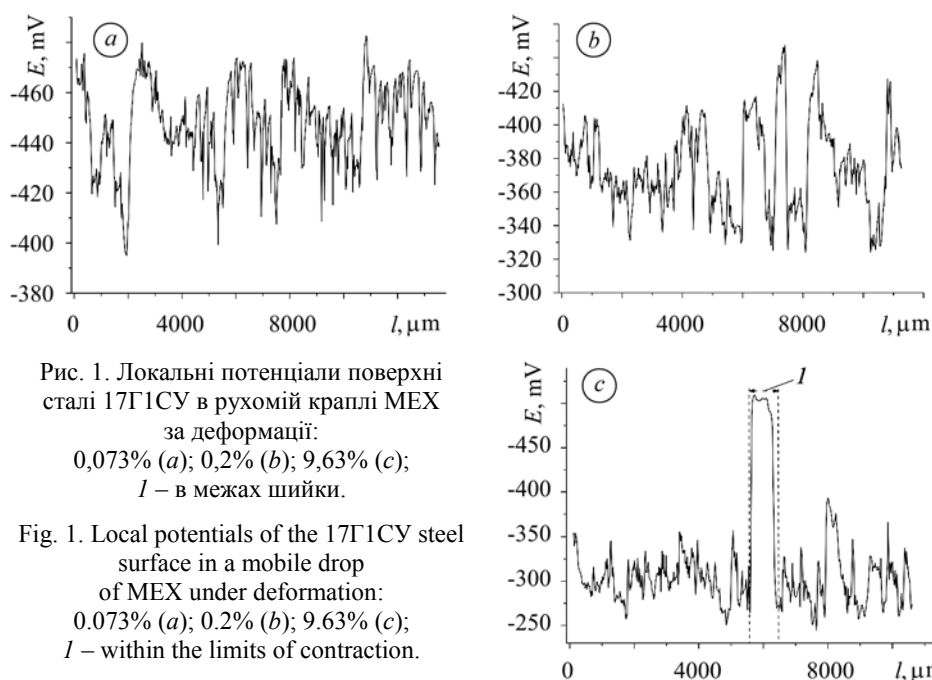 E, mV
a
-460
-440
-420
-400
-380
0
4000
8000
l, µm
E, mV
b
-420
-400
-380
-360
-340
-320
-300
0
4000
8000
l, µm
Рис. 1. Локальні потенціали поверхні
сталі 17Г1СУ в рухомій краплі МЕХ
за деформації:
0,073% (a); 0,2% (b); 9,63% (c);
1 – в межах шийки.
Fig. 1. Local potentials of the 17Г1СУ steel
surface in a mobile drop
of MEX under deformation:
0.073% (a); 0.2% (b); 9.63% (c);
1 – within the limits of contraction.
E, mV
c
1
-450
-350
-300
-250
0
4000
8000
l, µm